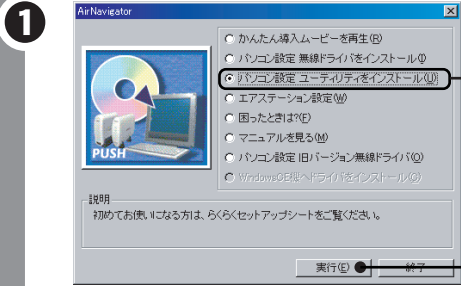 1
AirNavigator
かんたん導入ムービーを再生(R)
パソコン設定 無線ドライバをインストール(I)
パソコン設定 ユーティリティをインストール(U)
エアステーション設定(W)
困ったときは?(F)
マニュアルを見る(M)
パソコン設定 旧バージョン無線ドライバ(O)
WindowsCE機へドライバをインストール(C)
PUSH
説明
初めてお使いになる方は、らくらくセットアップシートをご覧ください。
実行(E)
終了